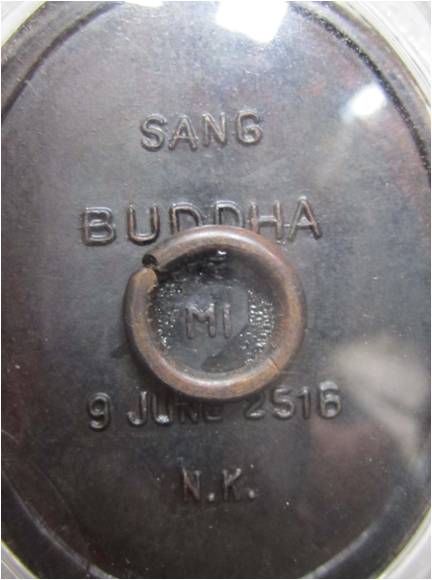 SANG
BUDDHA
MI
9 JUNE 2516
N.K.